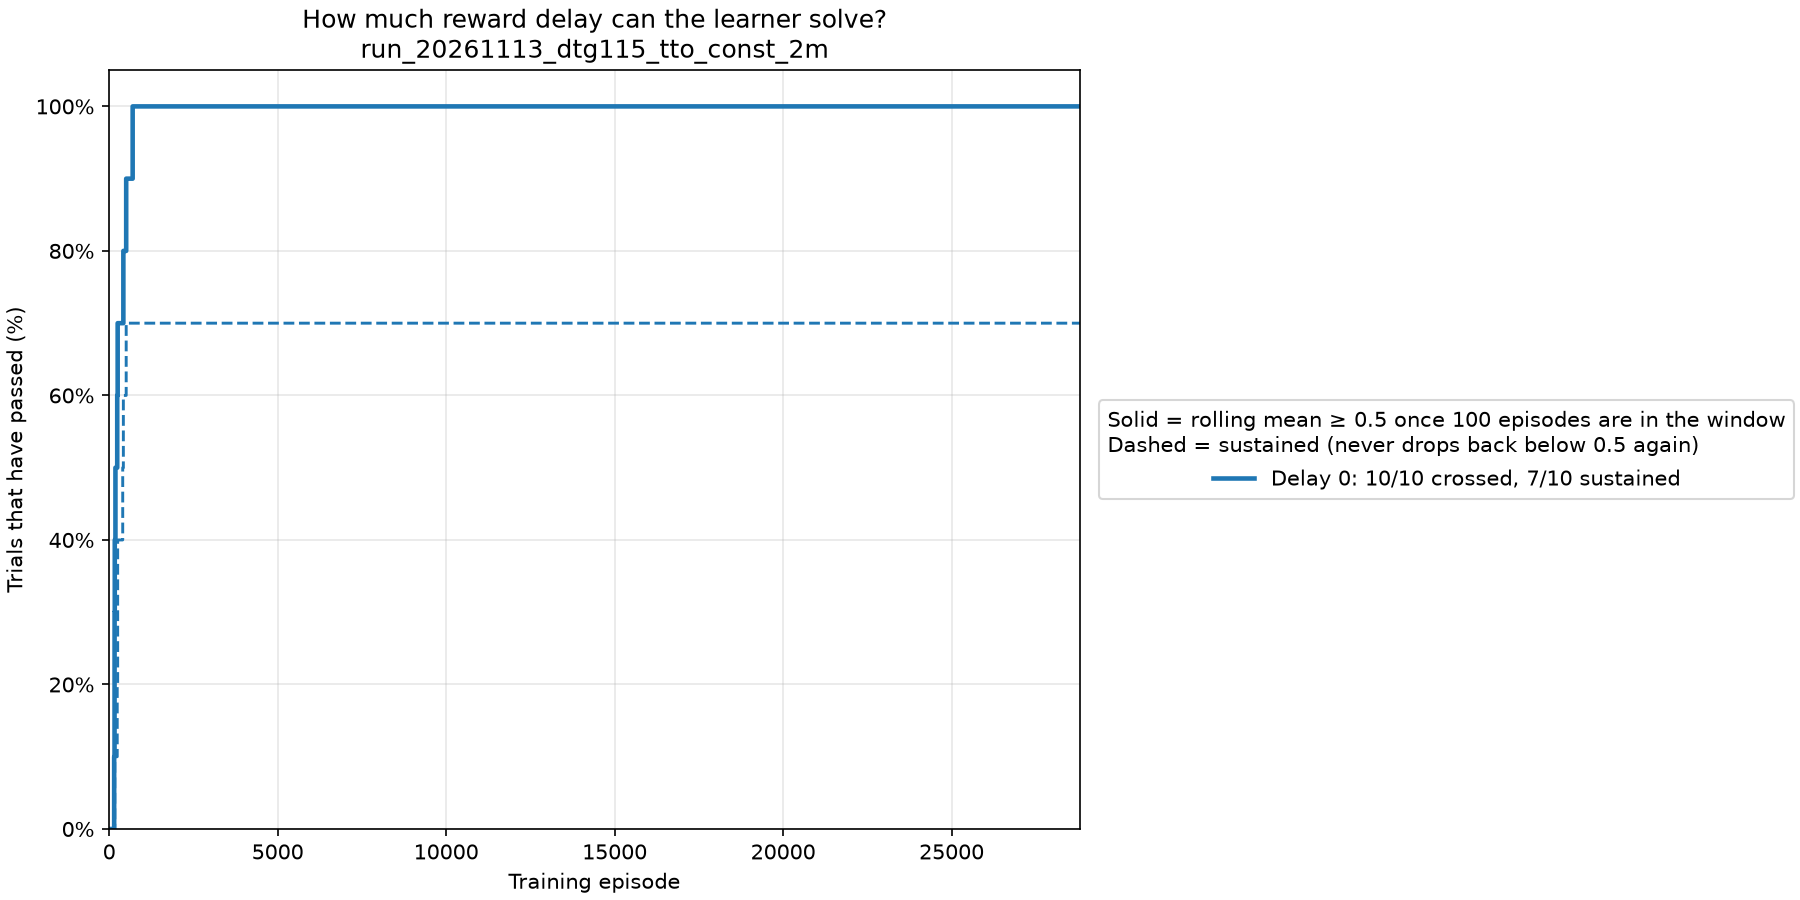 How much reward delay can the learner solve?
run_20261113_dtg115_tto_const_2m
100%
80%
60%
40%
20%
0%
Trials that have passed (%)
0
5000
10000
15000
20000
25000
Training episode
Solid = rolling mean ≥ 0.5 once 100 episodes are in the window
Dashed = sustained (never drops back below 0.5 again)
Delay 0: 10/10 crossed, 7/10 sustained